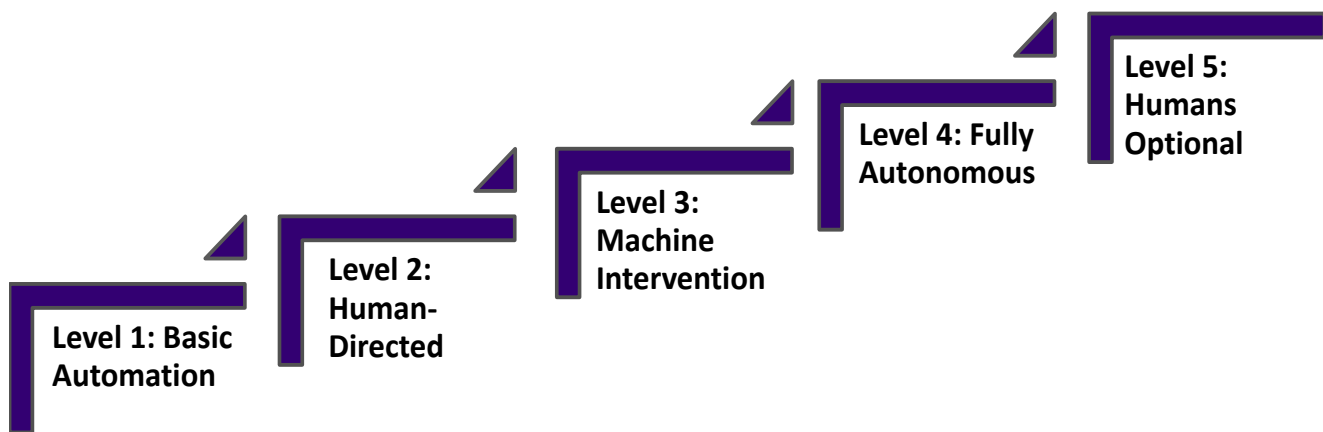 Level 1: Basic
Automation
Level 2:
Human-
Directed
Level 3:
Machine
Intervention
Level 4: Fully
Autonomous
Level 5:
Humans
Optional